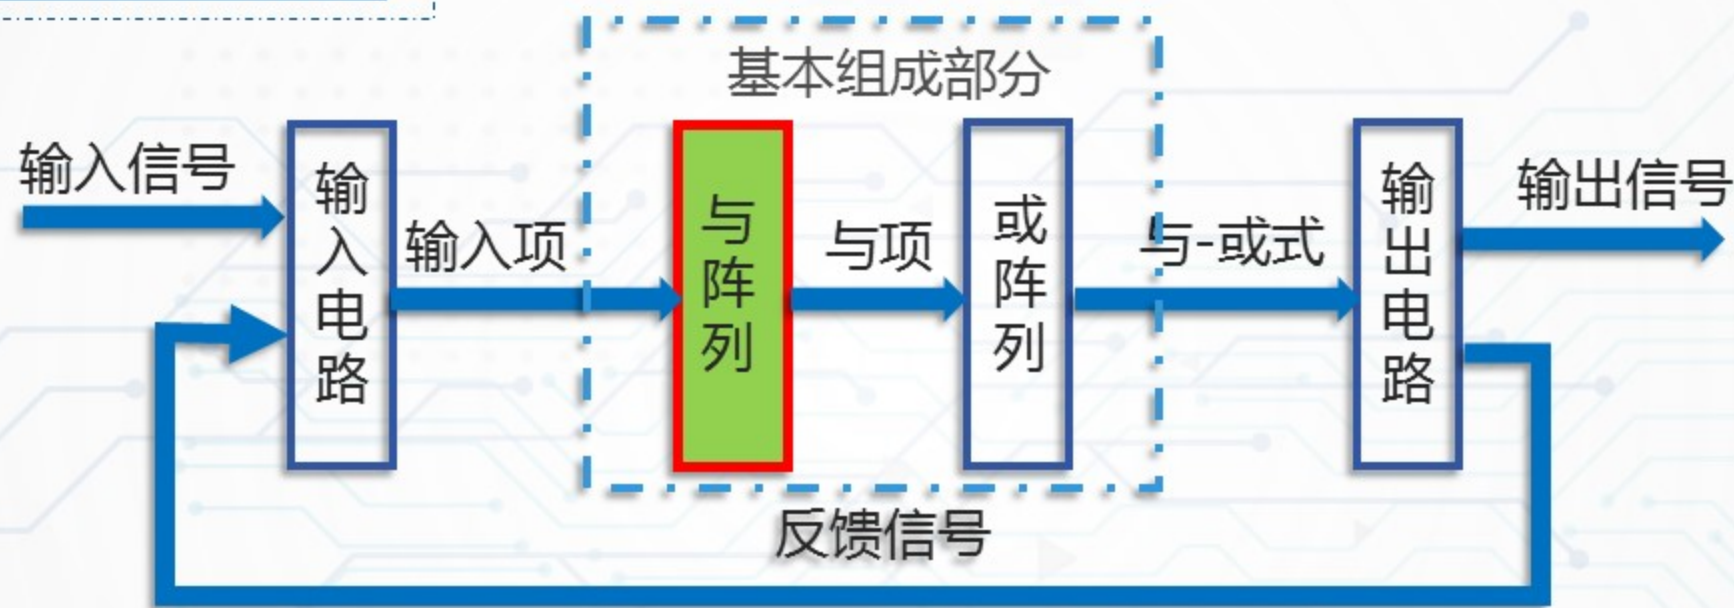 基本组成部分
输入信号
输入电路
输入项
与阵列
与项
或阵列
与-或式
输出电路
输出信号
反馈信号